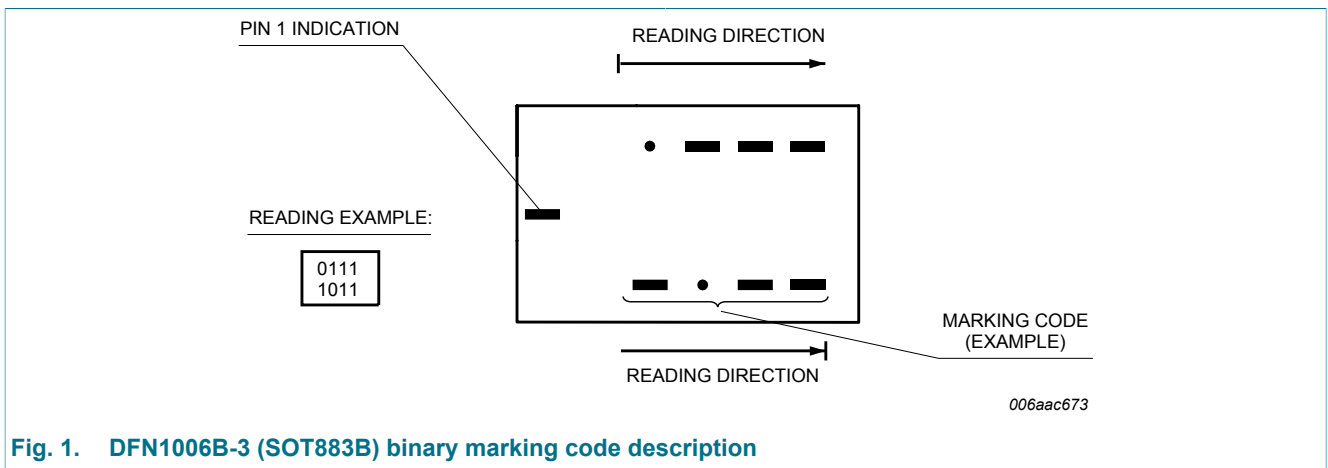 PIN 1 INDICATION
READING DIRECTION
READING EXAMPLE:
0111
1011
MARKING CODE
(EXAMPLE)
READING DIRECTION
006aac673
Fig. 1. DFN1006B-3 (SOT883B) binary marking code description